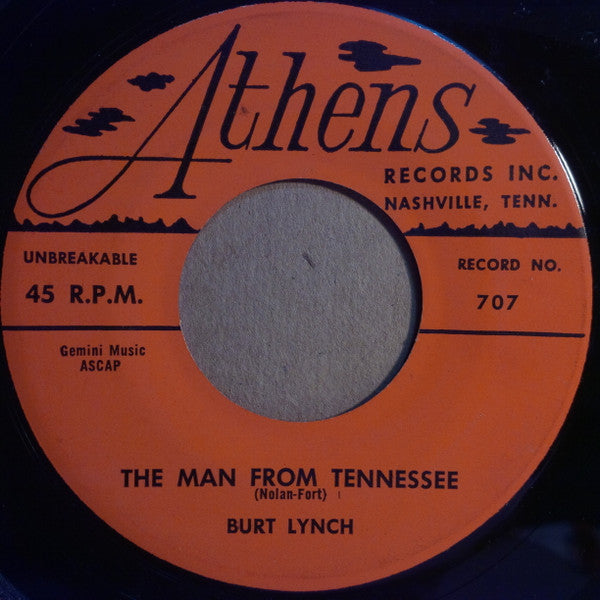 Athens
RECORDS INC.
NASHVILLE, TENN.
UNBREAKABLE
45 R.P.M.
RECORD NO.
707
Gemini Music
ASCAP
THE MAN FROM TENNESSEE
(Nolan-Fort)
BURT LYNCH